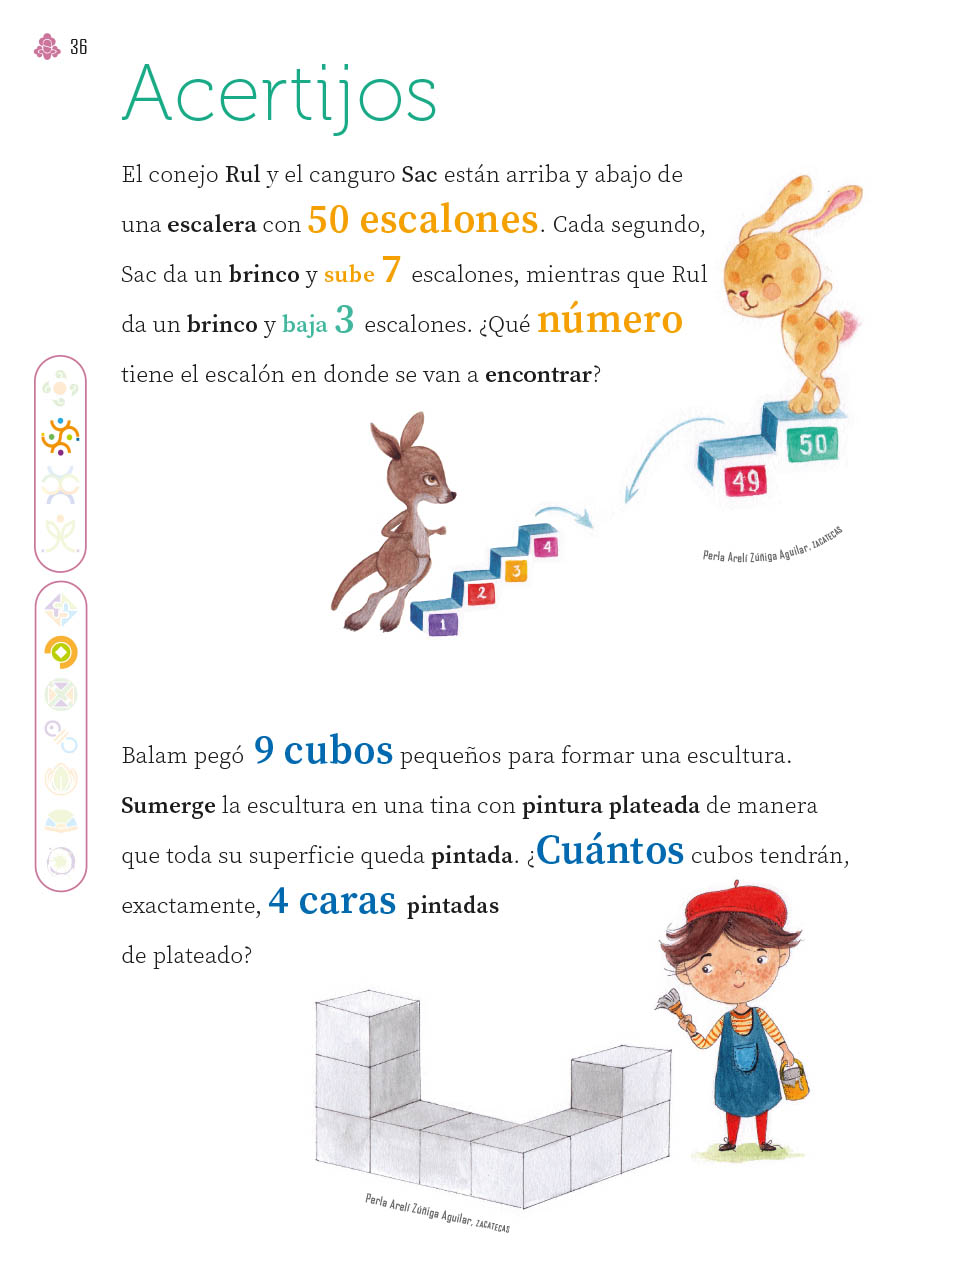 36
Acertijos
El conejo Rul y el canguro Sac están arriba y abajo de
una escalera con 50 escalones. Cada segundo,
Sac da un brinco y sube 7 escalones, mientras que Rul
da un brinco y baja 3 escalones. ¿Qué número
tiene el escalón en donde se van a encontrar?
50
49
4
3
2
1
Perla Arelí Zúñiga Aguilar, ZACATECAS
Balam pegó 9 cubos pequeños para formar una escultura.
Sumerge la escultura en una tina con pintura plateada de manera
que toda su superficie queda pintada. ¿Cuántos cubos tendrán,
exactamente, 4 caras pintadas
de plateado?
Perla Arelí Zúñiga Aguilar, ZACATECAS